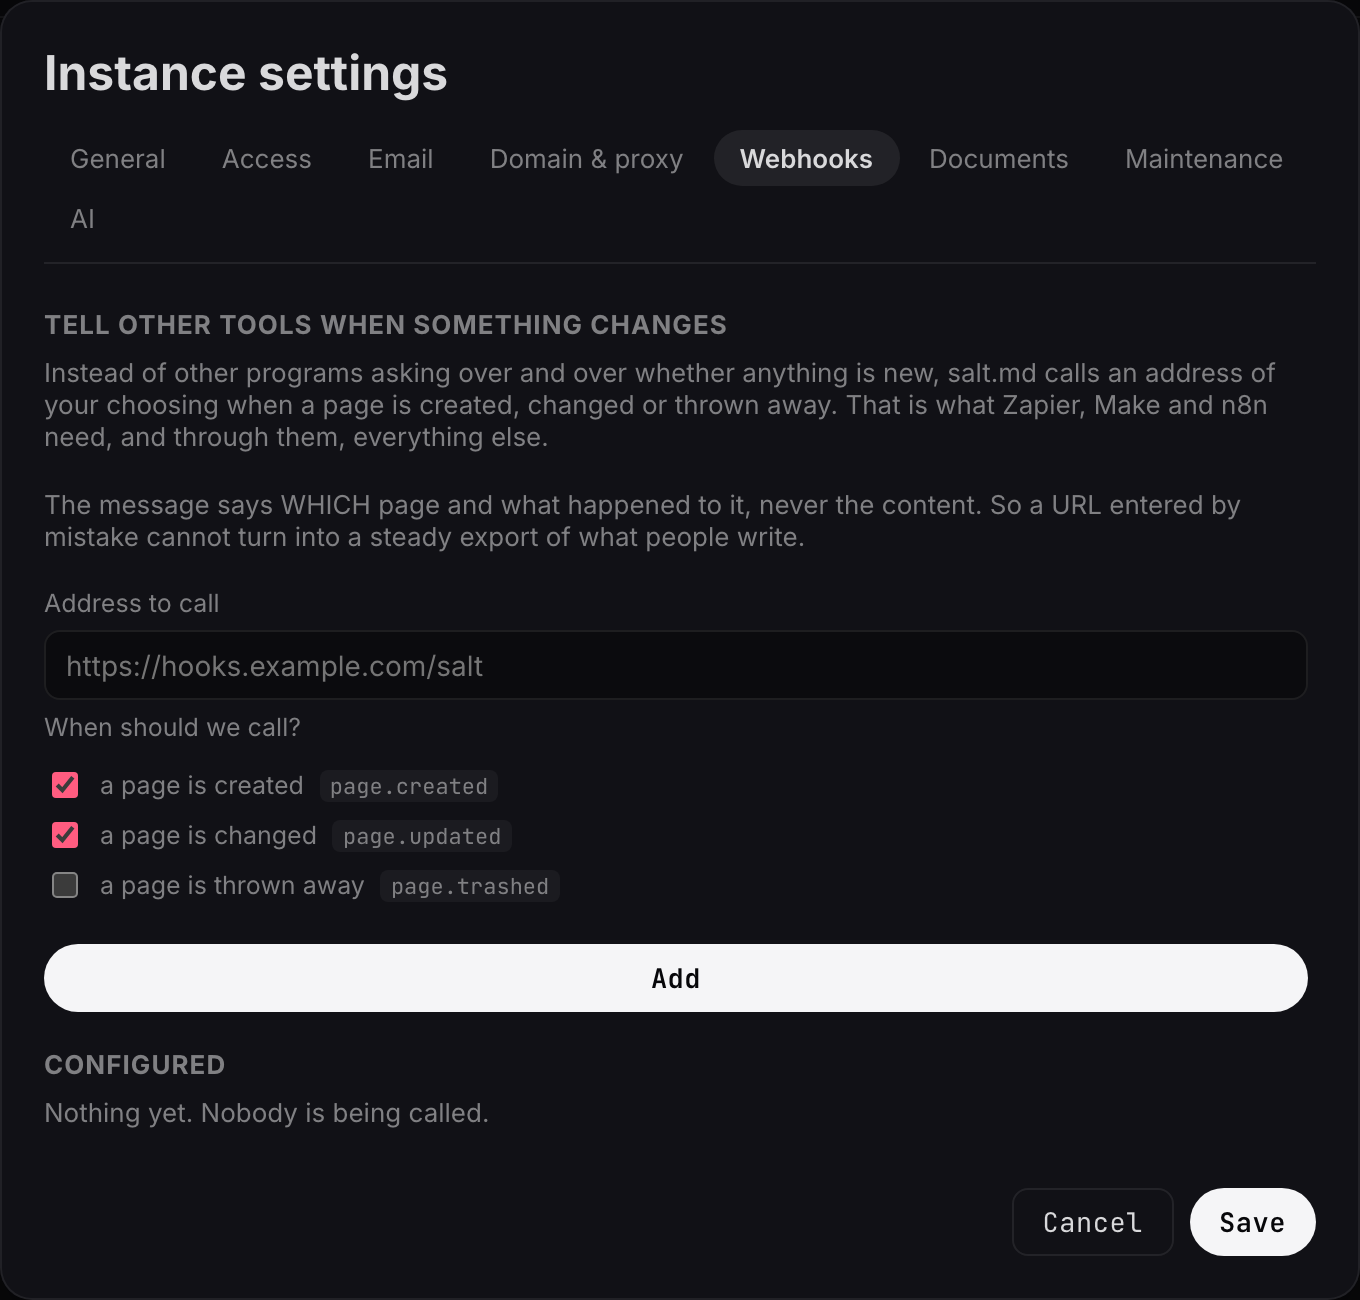 Instance settings
General Access Email Domain & proxy Webhooks Documents Maintenance
AI
TELL OTHER TOOLS WHEN SOMETHING CHANGES
Instead of other programs asking over and over whether anything is new, salt.md calls an address of
your choosing when a page is created, changed or thrown away. That is what Zapier, Make and n8n
need, and through them, everything else.
The message says WHICH page and what happened to it, never the content. So a URL entered by
mistake cannot turn into a steady export of what people write.
Address to call
https://hooks.example.com/salt
When should we call?
a page is created page.created
a page is changed page.updated
a page is thrown away page.trashed
Add
CONFIGURED
Nothing yet. Nobody is being called.
Cancel Save